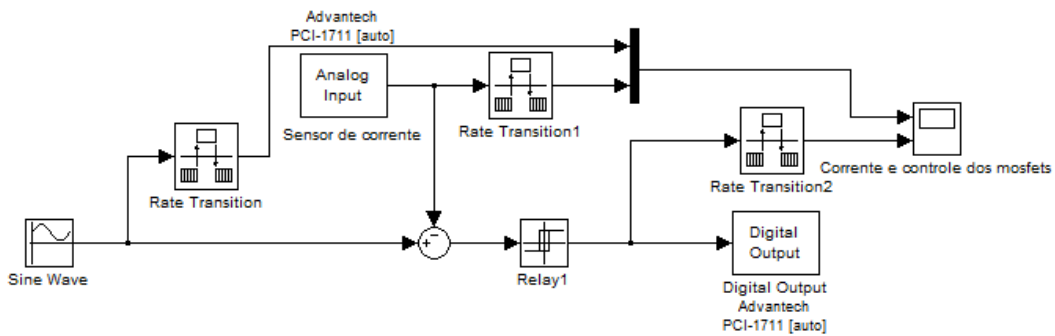 Advantech
PCI-1711 [auto]
Analog
Input
Sensor de corrente
Rate Transition1
Rate Transition
Rate Transition2
Corrente e controle dos mosfets
Sine Wave
Relay1
Digital
Output
Digital Output
Advantech
PCI-1711 [auto]